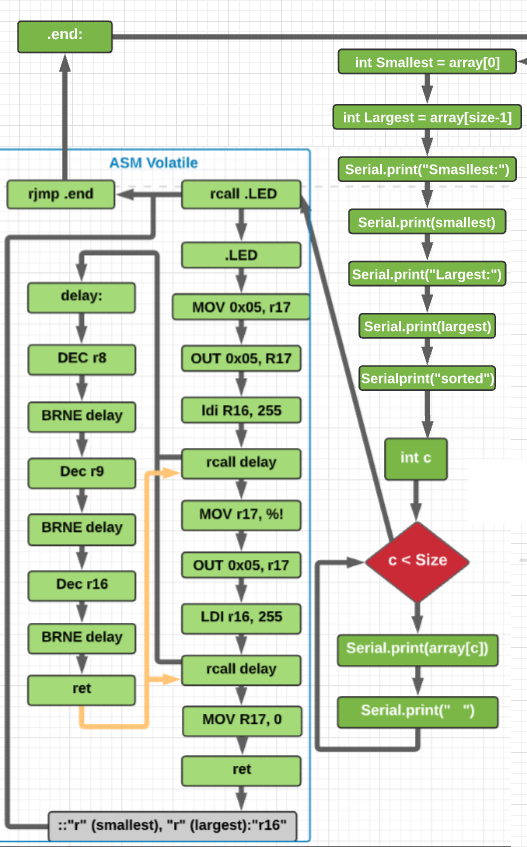 .end:
int Smallest = array[0]
int Largest = array[size-1]
Serial.print("Smasllest:")
Serial.print(smallest)
Serial.print("Largest:")
Serial.print(largest)
Serialprint("sorted")
int c
c < Size
Serial.print(array[c])
Serial.print("   ")
ASM Volatile
rjmp .end
rcall .LED
.LED
MOV 0x05, r17
OUT 0x05, R17
ldi R16, 255
rcall delay
MOV r17, %!
OUT 0x05, r17
LDI r16, 255
rcall delay
MOV R17, 0
ret
delay:
DEC r8
BRNE delay
Dec r9
BRNE delay
Dec r16
BRNE delay
ret
::"r" (smallest), "r" (largest):"r16"